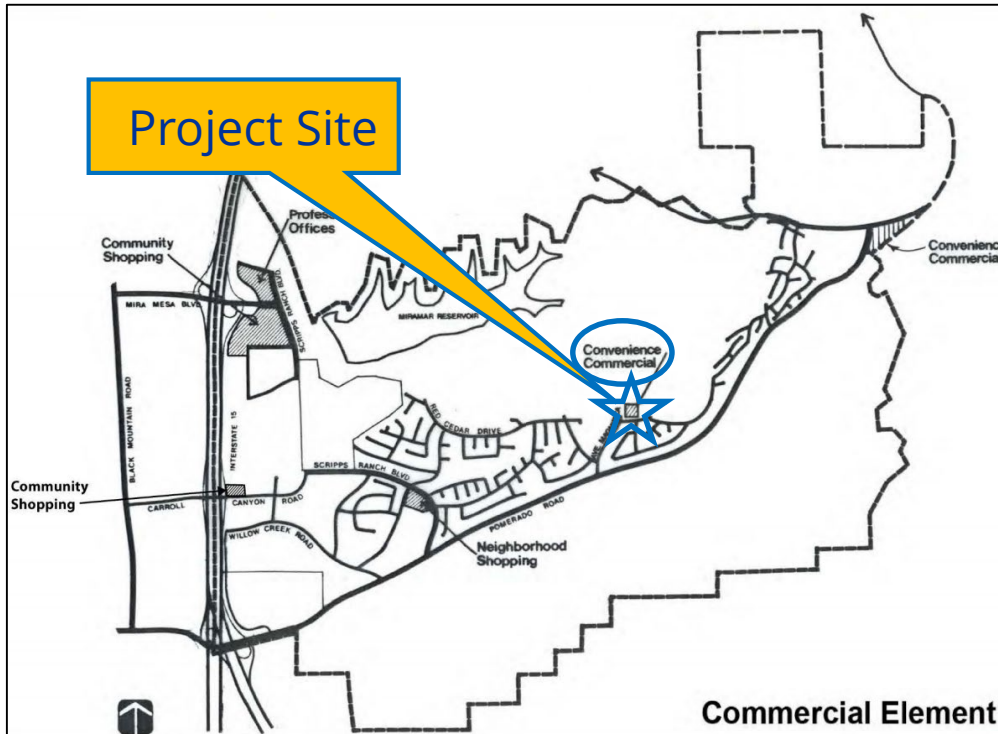 Project Site
Profess
Offices
Community
Shopping
MIRA MESA BLVD
SCRIPPS RANCH BLVD.
MIRAMAR RESERVOIR
Convenience
Commercial
Convenience
Commercial
BLACK MOUNTAIN ROAD
INTERSTATE 15
RED CEDAR DRIVE
AVE
SCRIPPS RANCH BLVD.
Community
Shopping
CARROLL CANYON ROAD
WILLOW CREEK ROAD
POMERADO ROAD
Neighborhood
Shopping
Commercial Element